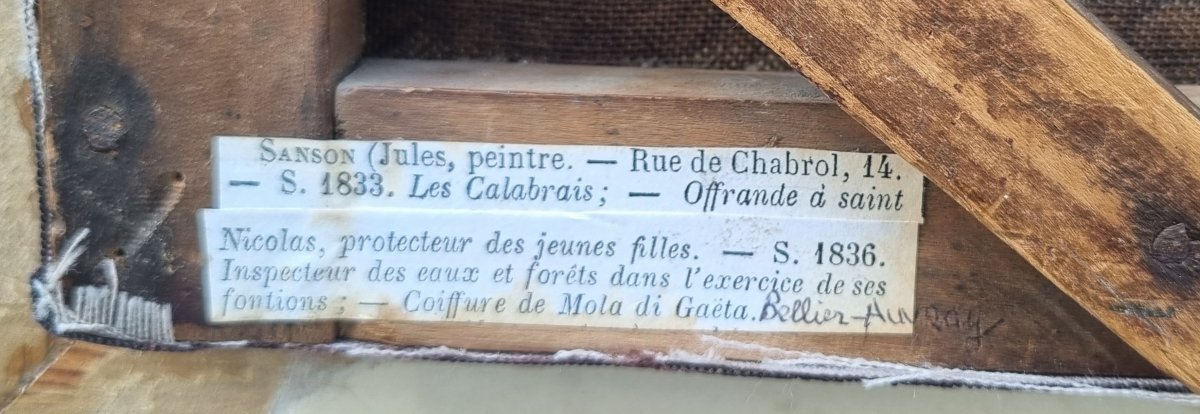 SANSON (Jules, peintre. — Rue de Chabrol, 14.
— S. 1833. Les Calabrais; — Offrande à saint
Nicolas, protecteur des jeunes filles. — S. 1836.
Inspecteur des eaux et forêts dans l'exercice de ses
fontions; — Coiffure de Mola di Gaëta. Bellier-Auvray